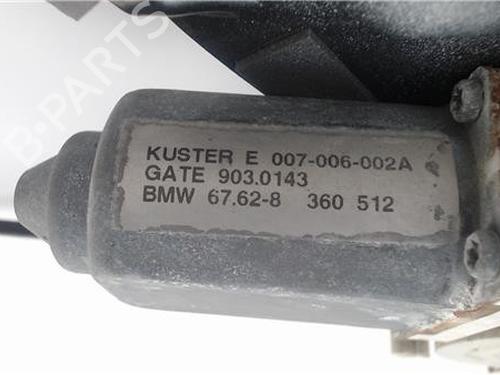 B-PARTS
KUSTER E 007-006-002A
GATE 903.0143
BMW 67.62-8 360 512